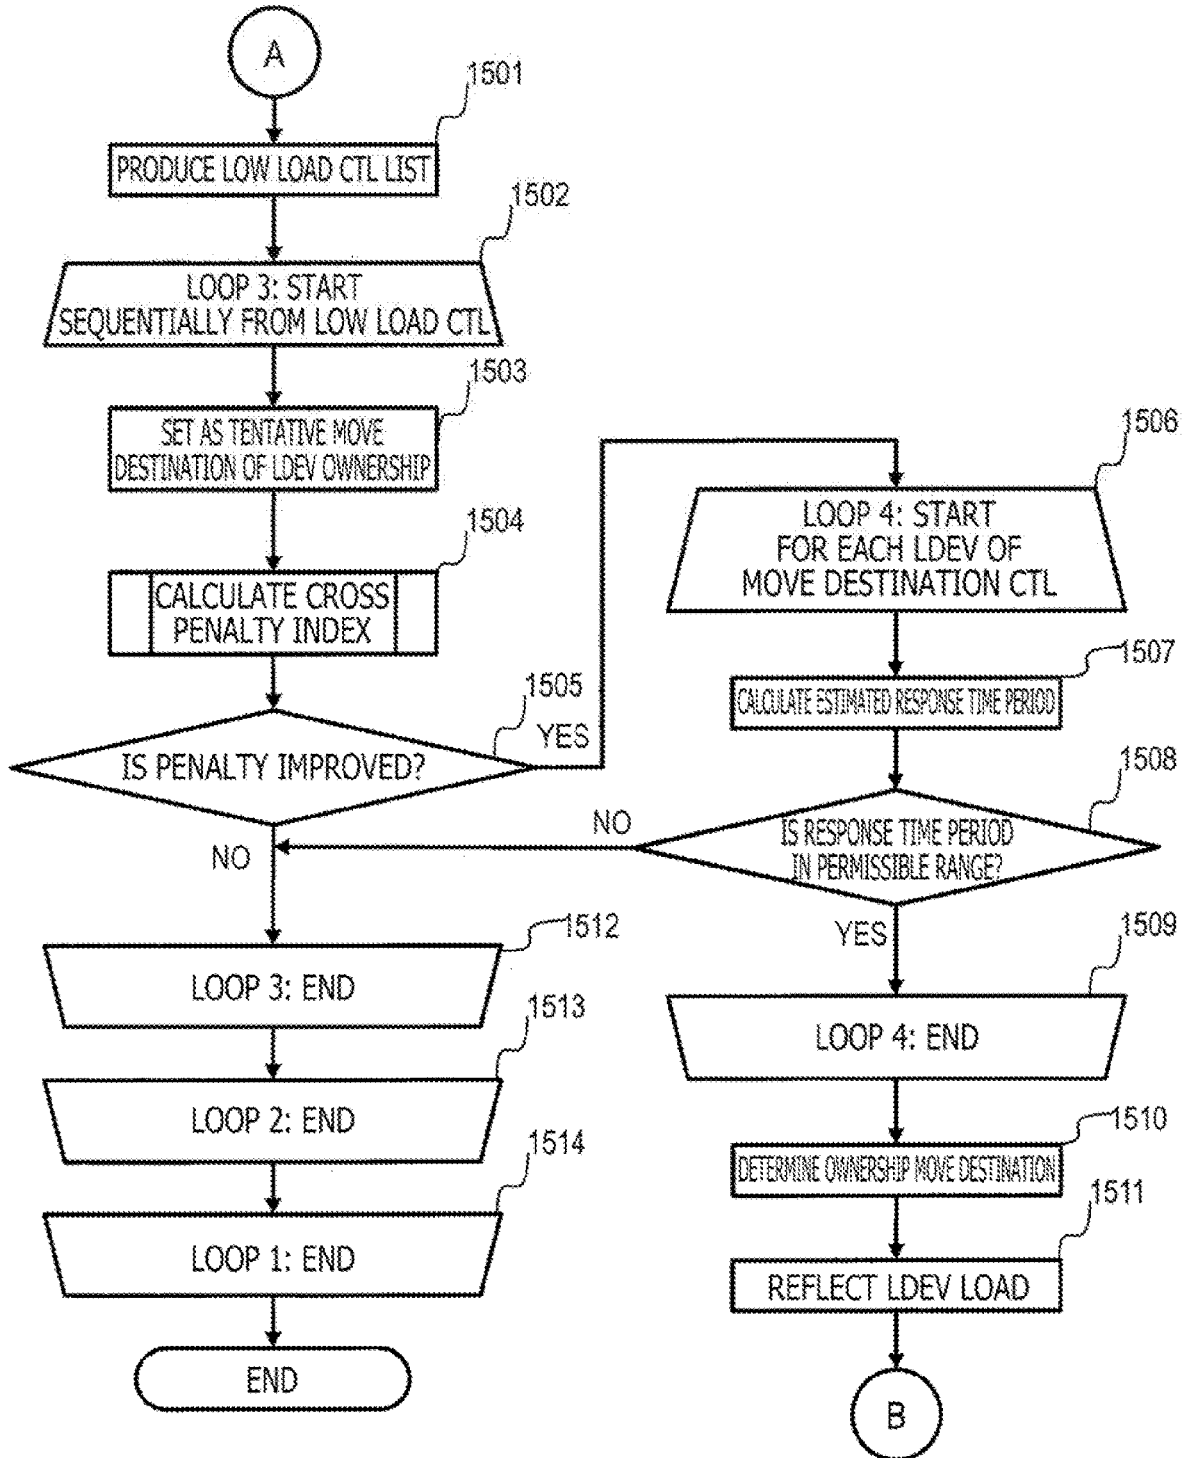 A
1501
PRODUCE LOW LOAD CTL LIST
1502
LOOP 3: START
SEQUENTIALLY FROM LOW LOAD CTL
1503
SET AS TENTATIVE MOVE
DESTINATION OF LDEV OWNERSHIP
1504
CALCULATE CROSS
PENALTY INDEX
1505
IS PENALTY IMPROVED?
YES
NO
1506
LOOP 4: START
FOR EACH LDEV OF
MOVE DESTINATION CTL
1507
CALCULATE ESTIMATED RESPONSE TIME PERIOD
1508
IS RESPONSE TIME PERIOD
IN PERMISSIBLE RANGE?
NO
YES
1509
LOOP 4: END
1510
DETERMINE OWNERSHIP MOVE DESTINATION
1511
REFLECT LDEV LOAD
B
1512
LOOP 3: END
1513
LOOP 2: END
1514
LOOP 1: END
END